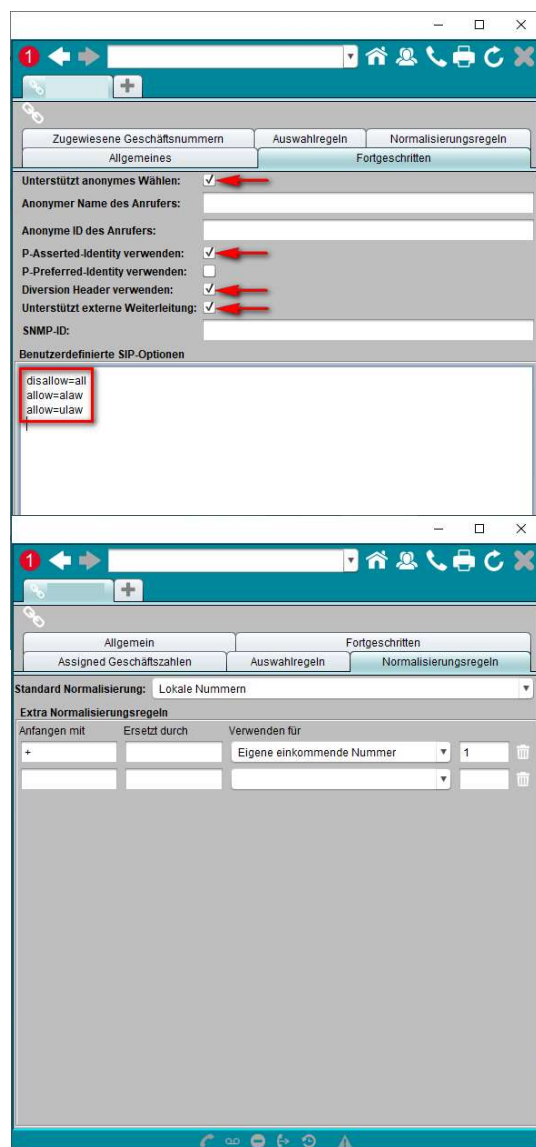 1
Zugewiesene Geschäftsnummern Auswahlregeln Normalisierungsregeln
Allgemeines Fortgeschritten
Unterstützt anonymes Wählen:
Anonymer Name des Anrufers:
Anonyme ID des Anrufers:
P-Asserted-Identity verwenden:
P-Preferred-Identity verwenden:
Diversion Header verwenden:
Unterstützt externe Weiterleitung:
SNMP-ID:
Benutzerdefinierte SIP-Optionen
disallow=all
allow=alaw
allow=ulaw
1
Allgemein Fortgeschritten
Assigned Geschäftszahlen Auswahlregeln Normalisierungsregeln
Standard Normalisierung: Lokale Nummern
Extra Normalisierungsregeln
Anfangen mit Ersetzt durch Verwenden für
+ Eigene einkommende Nummer 1